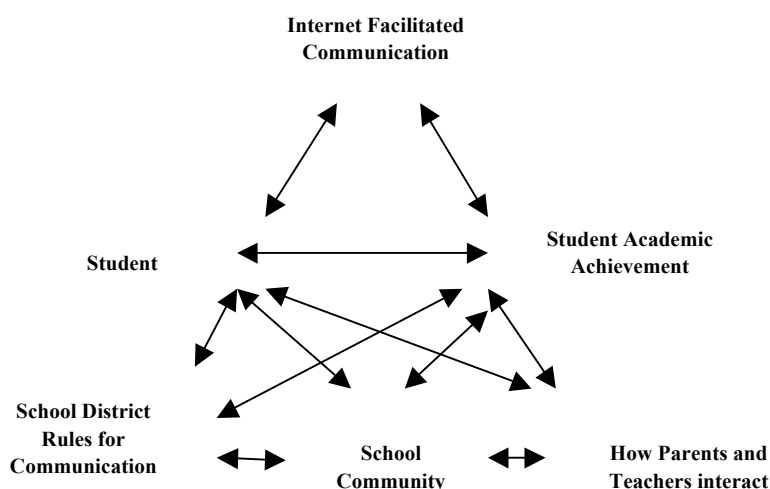 Internet Facilitated
Communication
Student
Student Academic
Achievement
School District
Rules for
Communication
School
Community
How Parents and
Teachers interact